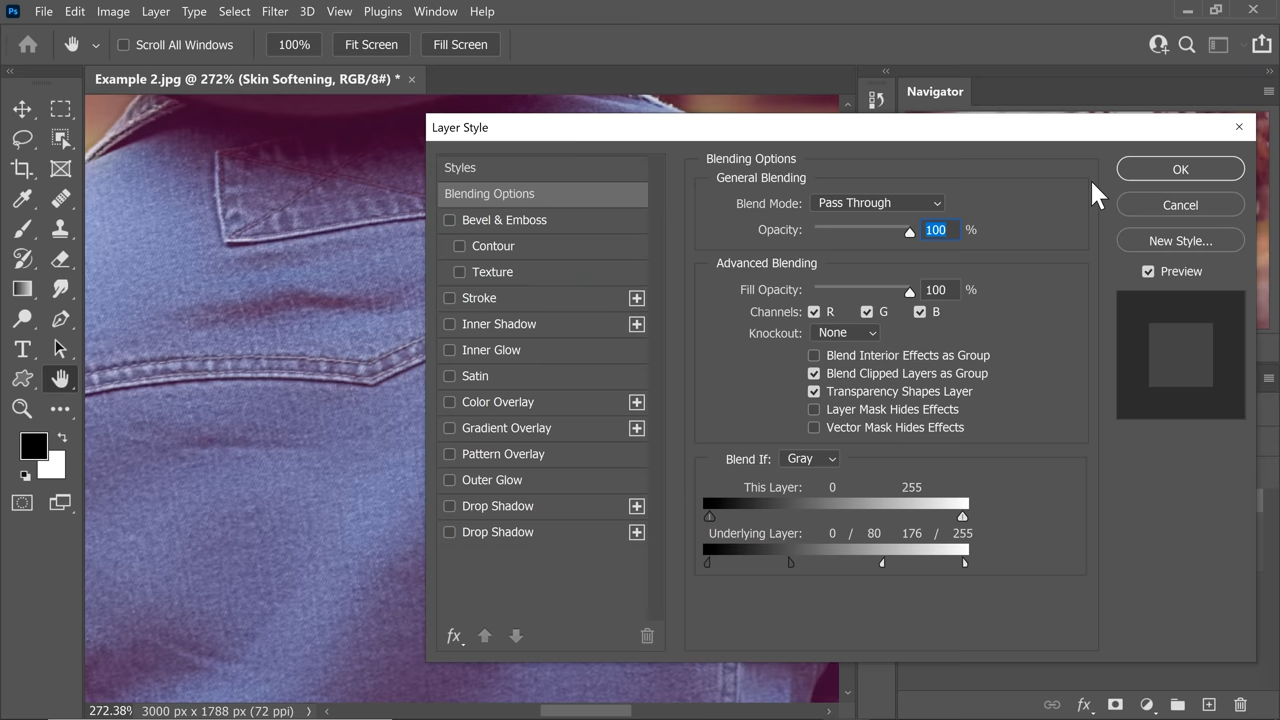 Ps File Edit Image Layer Type Select Filter 3D View Plugins Window Help
Scroll All Windows 100% Fit Screen Fill Screen
Example 2.jpg @ 272% (Skin Softening, RGB/8#) * ×
Navigator
Layer Style
Styles
Blending Options
Bevel & Emboss
Contour
Texture
Stroke
Inner Shadow
Inner Glow
Satin
Color Overlay
Gradient Overlay
Pattern Overlay
Outer Glow
Drop Shadow
Drop Shadow
fx
Blending Options
General Blending
Blend Mode: Pass Through
Opacity: 100 %
Advanced Blending
Fill Opacity: 100 %
Channels: R G B
Knockout: None
Blend Interior Effects as Group
Blend Clipped Layers as Group
Transparency Shapes Layer
Layer Mask Hides Effects
Vector Mask Hides Effects
Blend If: Gray
This Layer: 0 255
Underlying Layer: 0 / 80 176 / 255
OK
Cancel
New Style...
Preview
272.38% 3000 px x 1788 px (72 ppi)
fx